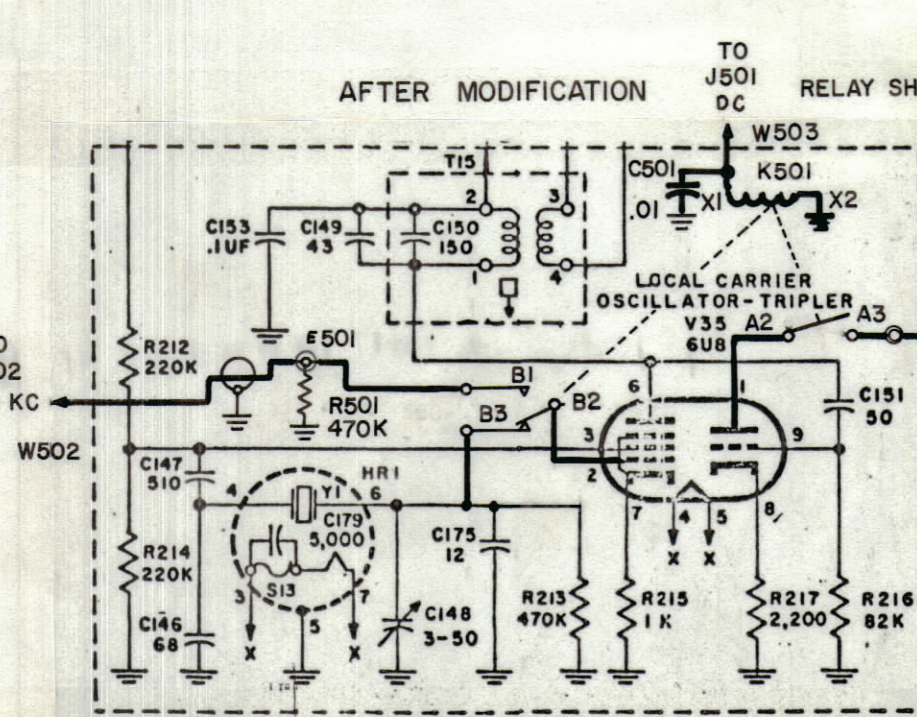 TO
J501
DC
AFTER MODIFICATION
RELAY SH
W503
T15
C501
K501
2
3
.01
X1
X2
C153
.1UF
C149
43
C150
150
1
4
LOCAL CARRIER
OSCILLATOR-TRIPLER
V35
6U8
A2
A3
E501
R212
220K
02
KC
B1
R501
470K
B3
B2
6
1
C151
50
W502
3
9
2
C147
510
HR1
4
Y1
6
C179
5,000
7
4
5
8
C175
12
X
X
R214
220K
S13
3
7
C148
3-50
R213
470K
R215
1K
R217
2,200
R216
82K
C146
68
5
X
X